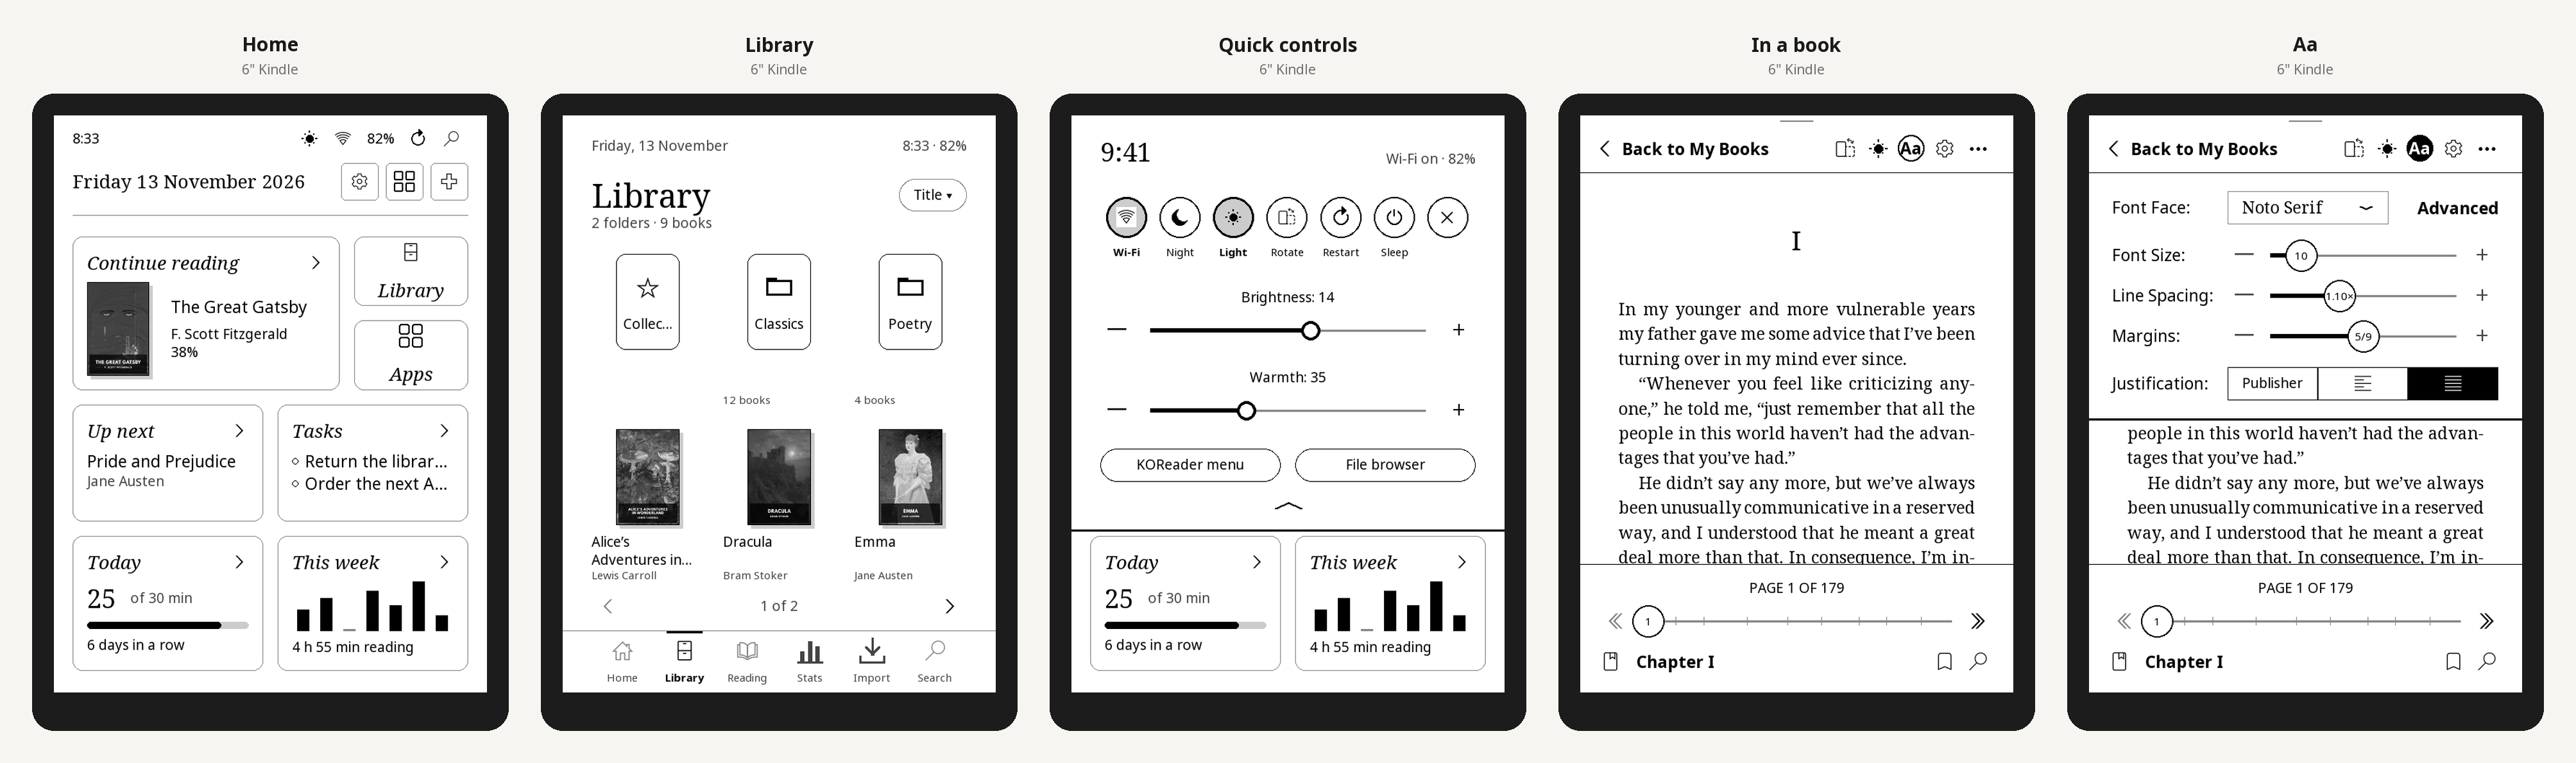 Home
6" Kindle
8:33
82%
Friday 13 November 2026
Continue reading
THE GREAT GATSBY
The Great Gatsby
F. Scott Fitzgerald
38%
Library
Apps
Up next
Pride and Prejudice
Jane Austen
Tasks
Return the librar...
Order the next A...
Today
25 of 30 min
6 days in a row
This week
4 h 55 min reading
Library
6" Kindle
Friday, 13 November
8:33 · 82%
Library
Title ▾
2 folders · 9 books
Collec...
Classics
Poetry
12 books
4 books
ALICE'S ADVENTURES
IN WONDERLAND
DRACULA
EMMA
Alice’s
Adventures in...
Lewis Carroll
Dracula
Bram Stoker
Emma
Jane Austen
1 of 2
Home
Library
Reading
Stats
Import
Search
Quick controls
6" Kindle
9:41
Wi-Fi on · 82%
Wi-Fi
Night
Light
Rotate
Restart
Sleep
Brightness: 14
Warmth: 35
KOReader menu
File browser
Today
25 of 30 min
6 days in a row
This week
4 h 55 min reading
In a book
6" Kindle
Back to My Books
Aa
I
In my younger and more vulnerable years
my father gave me some advice that I’ve been
turning over in my mind ever since.
“Whenever you feel like criticizing any-
one,” he told me, “just remember that all the
people in this world haven’t had the advan-
tages that you’ve had.”
He didn’t say any more, but we’ve always
been unusually communicative in a reserved
way, and I understood that he meant a great
deal more than that. In consequence, I’m in-
PAGE 1 OF 179
1
Chapter I
Aa
6" Kindle
Back to My Books
Aa
Font Face:
Noto Serif
Advanced
Font Size:
10
Line Spacing:
1.10×
Margins:
5/9
Justification:
Publisher
people in this world haven’t had the advan-
tages that you’ve had.”
He didn’t say any more, but we’ve always
been unusually communicative in a reserved
way, and I understood that he meant a great
deal more than that. In consequence, I’m in-
PAGE 1 OF 179
1
Chapter I